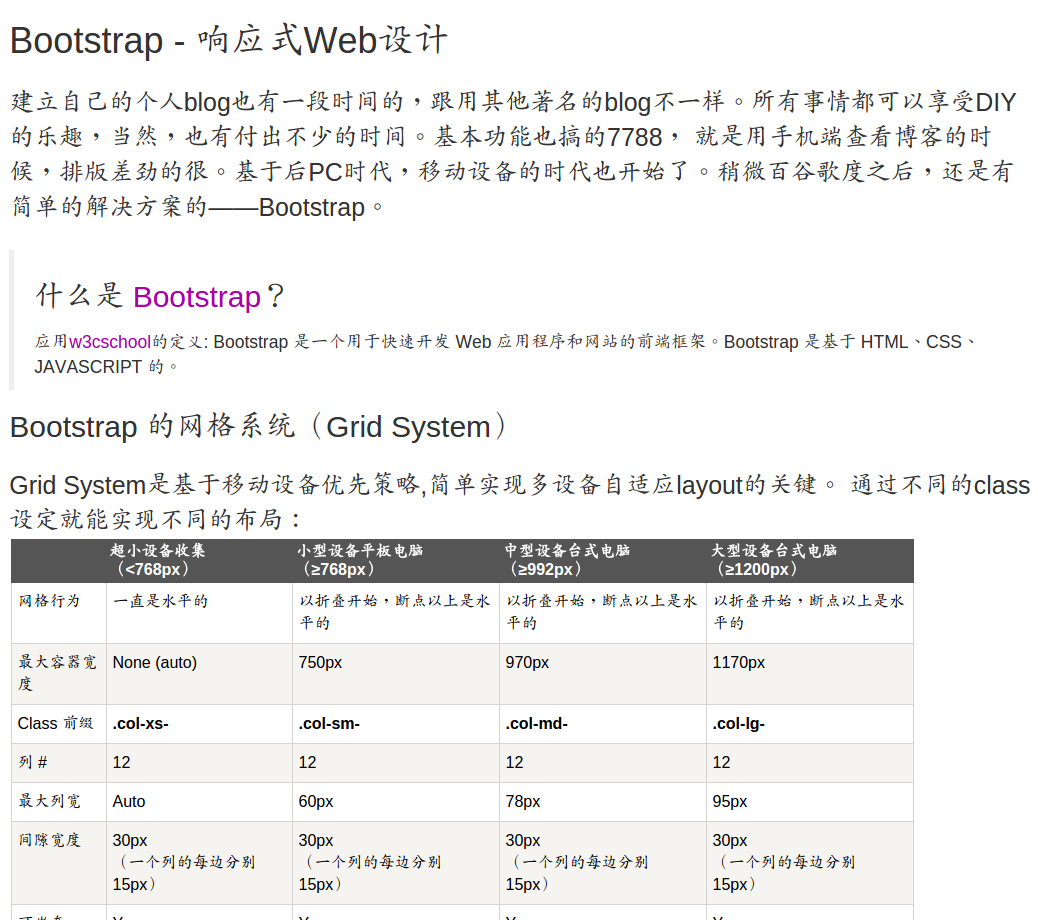 Bootstrap - 响应式Web设计
建立自己的个人blog也有一段时间的，跟用其他著名的blog不一样。所有事情都可以享受DIY
的乐趣，当然，也有付出不少的时间。基本功能也搞的7788， 就是用手机端查看博客的时
候，排版差劲的很。基于后PC时代，移动设备的时代也开始了。稍微百谷歌度之后，还是有
简单的解决方案的——Bootstrap。
什么是 Bootstrap？
应用w3cschool的定义: Bootstrap 是一个用于快速开发 Web 应用程序和网站的前端框架。Bootstrap 是基于 HTML、CSS、
JAVASCRIPT 的。
Bootstrap 的网格系统（Grid System）
Grid System是基于移动设备优先策略,简单实现多设备自适应layout的关键。 通过不同的class
设定就能实现不同的布局：
超小设备收集 小型设备平板电脑 中型设备台式电脑 大型设备台式电脑
（<768px） （≥768px） （≥992px） （≥1200px）
网格行为 一直是水平的 以折叠开始，断点以上是水 以折叠开始，断点以上是水 以折叠开始，断点以上是水
平的 平的 平的
最大容器宽 None (auto) 750px 970px 1170px
度
Class 前缀 .col-xs- .col-sm- .col-md- .col-lg-
列 # 12 12 12 12
最大列宽 Auto 60px 78px 95px
间隙宽度 30px 30px 30px 30px
（一个列的每边分别 （一个列的每边分别 （一个列的每边分别 （一个列的每边分别
15px） 15px） 15px） 15px）